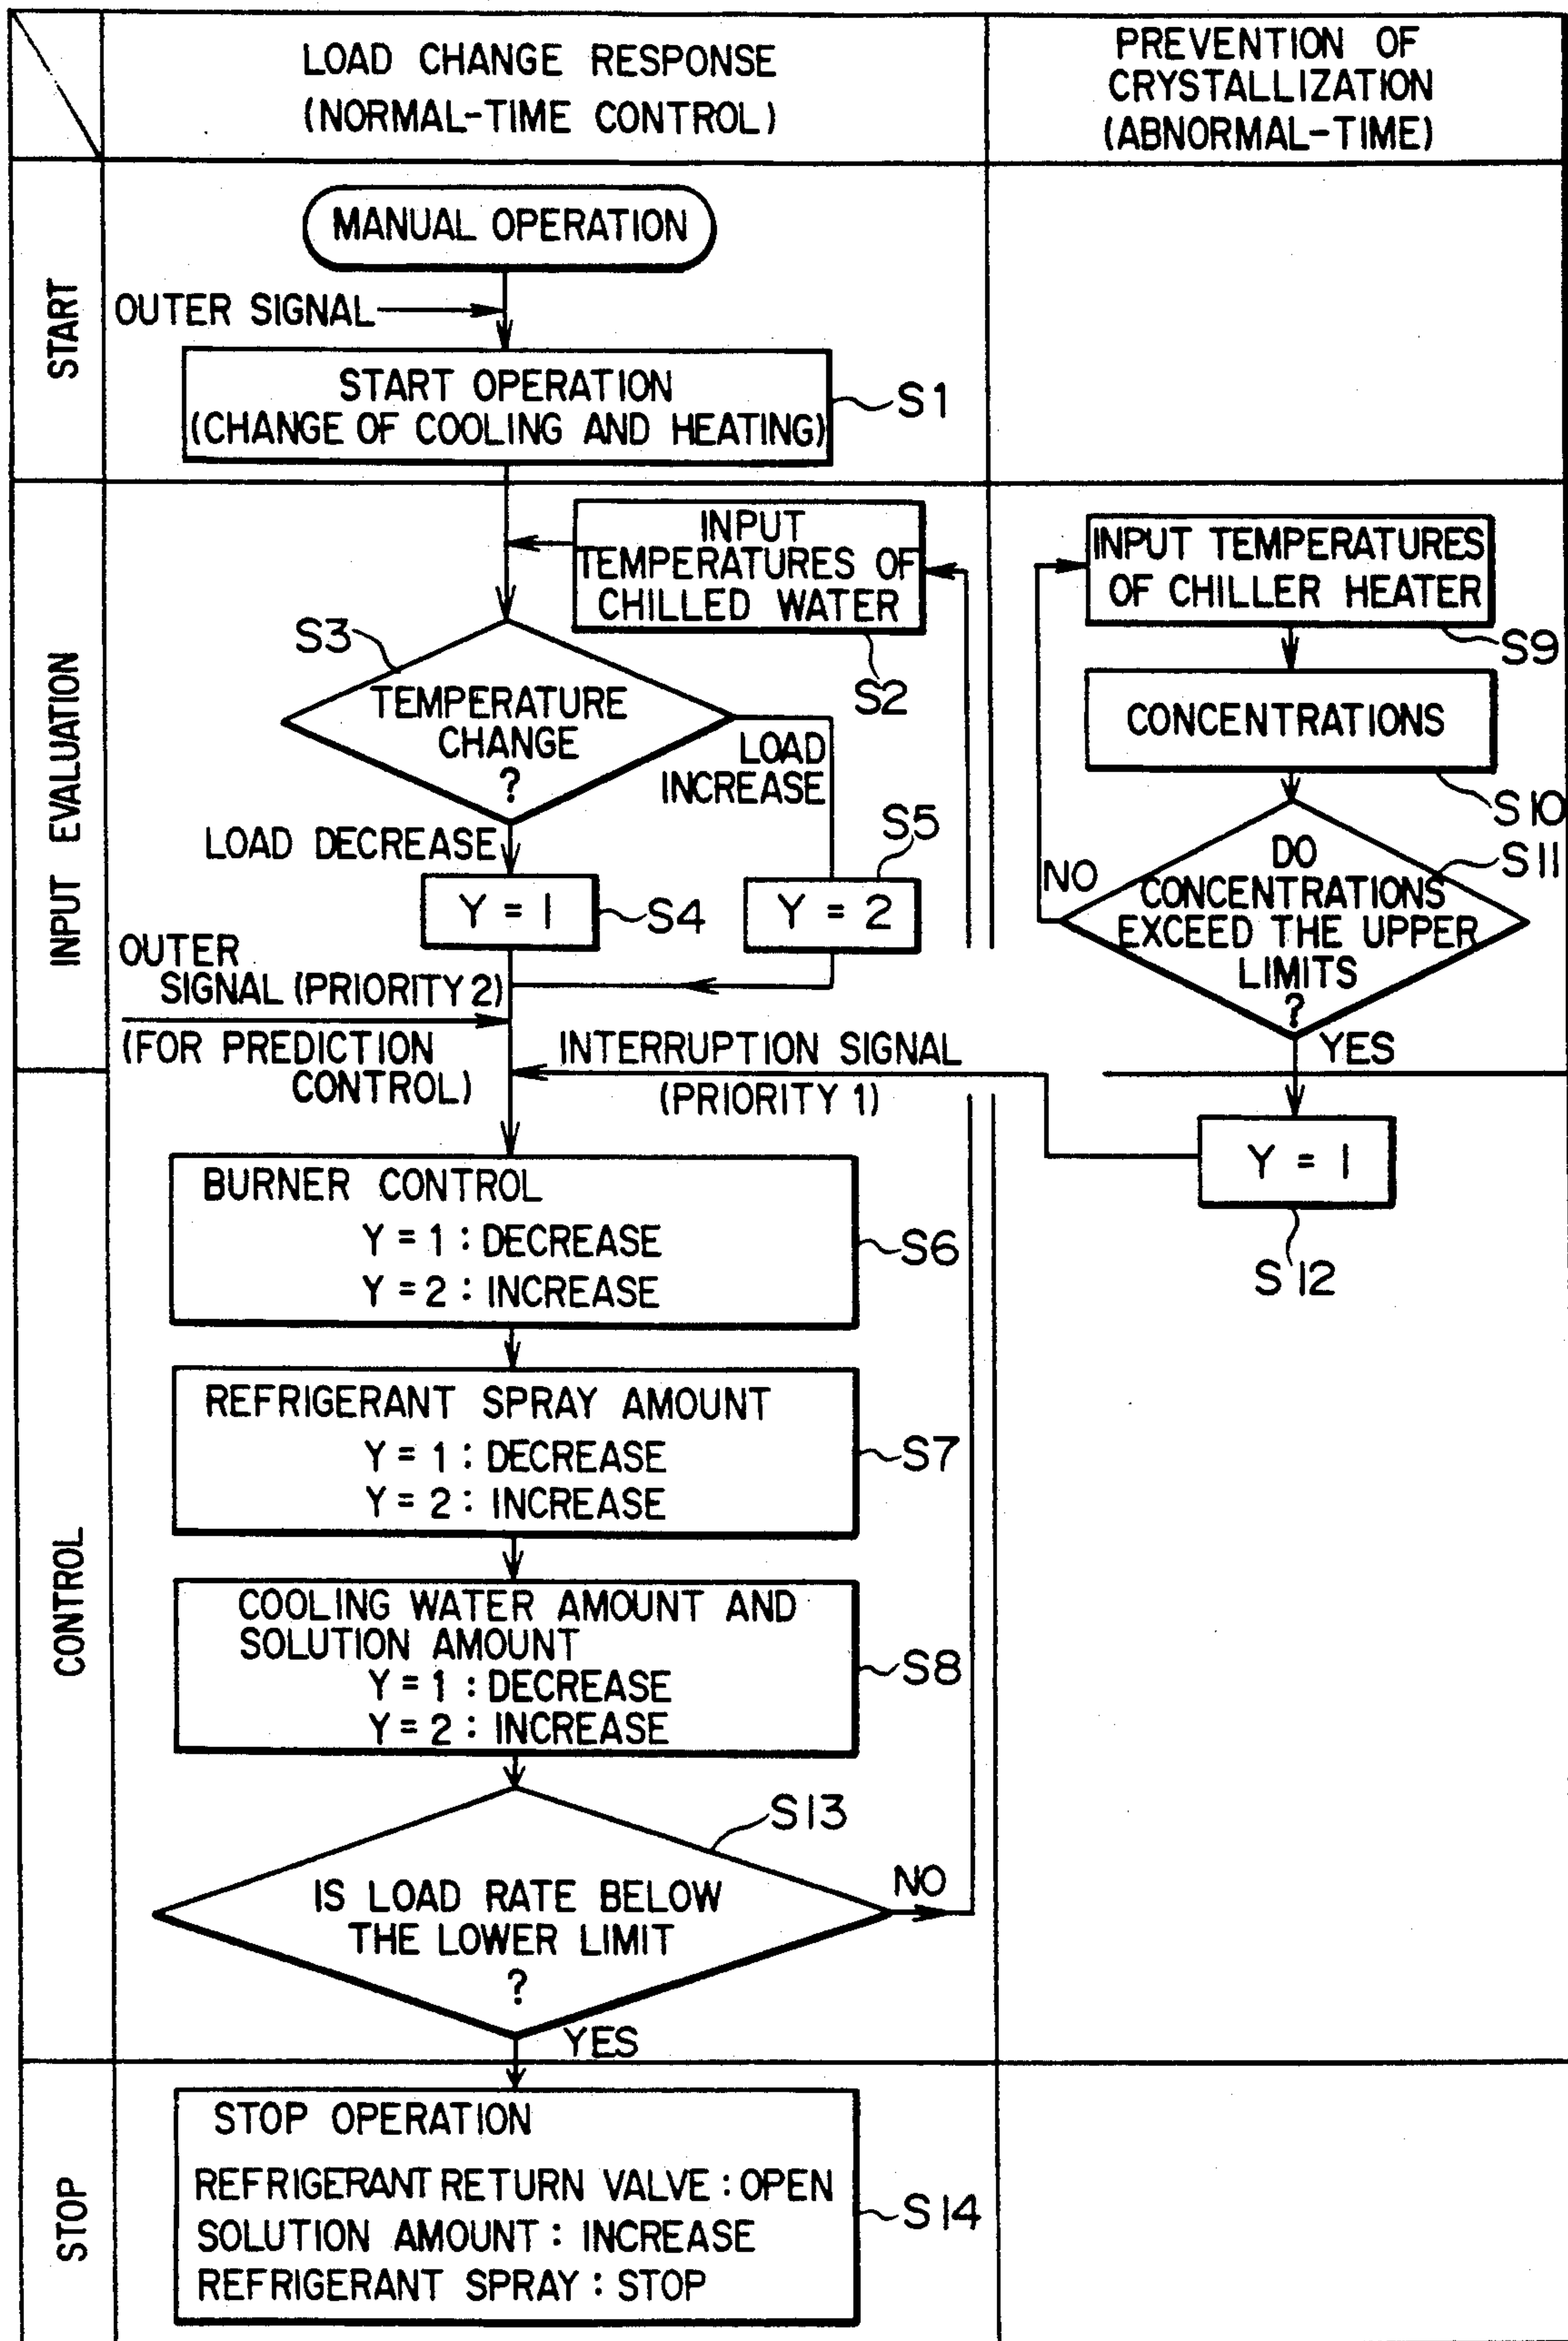 LOAD CHANGE RESPONSE
(NORMAL-TIME CONTROL)
PREVENTION OF
CRYSTALLIZATION
(ABNORMAL-TIME)
START
MANUAL OPERATION
OUTER SIGNAL
START OPERATION
(CHANGE OF COOLING AND HEATING)
S1
INPUT EVALUATION
INPUT
TEMPERATURES OF
CHILLED WATER
S2
S3
TEMPERATURE
CHANGE
?
LOAD
INCREASE
LOAD DECREASE
Y = 1
S4
S5
Y = 2
OUTER
SIGNAL (PRIORITY 2)
(FOR PREDICTION
CONTROL)
INTERRUPTION SIGNAL
(PRIORITY 1)
INPUT TEMPERATURES
OF CHILLER HEATER
S9
CONCENTRATIONS
S10
DO
CONCENTRATIONS
EXCEED THE UPPER
LIMITS
?
S11
NO
YES
Y = 1
S12
CONTROL
BURNER CONTROL
Y = 1 : DECREASE
Y = 2 : INCREASE
S6
REFRIGERANT SPRAY AMOUNT
Y = 1 : DECREASE
Y = 2 : INCREASE
S7
COOLING WATER AMOUNT AND
SOLUTION AMOUNT
Y = 1 : DECREASE
Y = 2 : INCREASE
S8
S13
IS LOAD RATE BELOW
THE LOWER LIMIT
?
NO
YES
STOP
STOP OPERATION
REFRIGERANT RETURN VALVE : OPEN
SOLUTION AMOUNT : INCREASE
REFRIGERANT SPRAY : STOP
S14